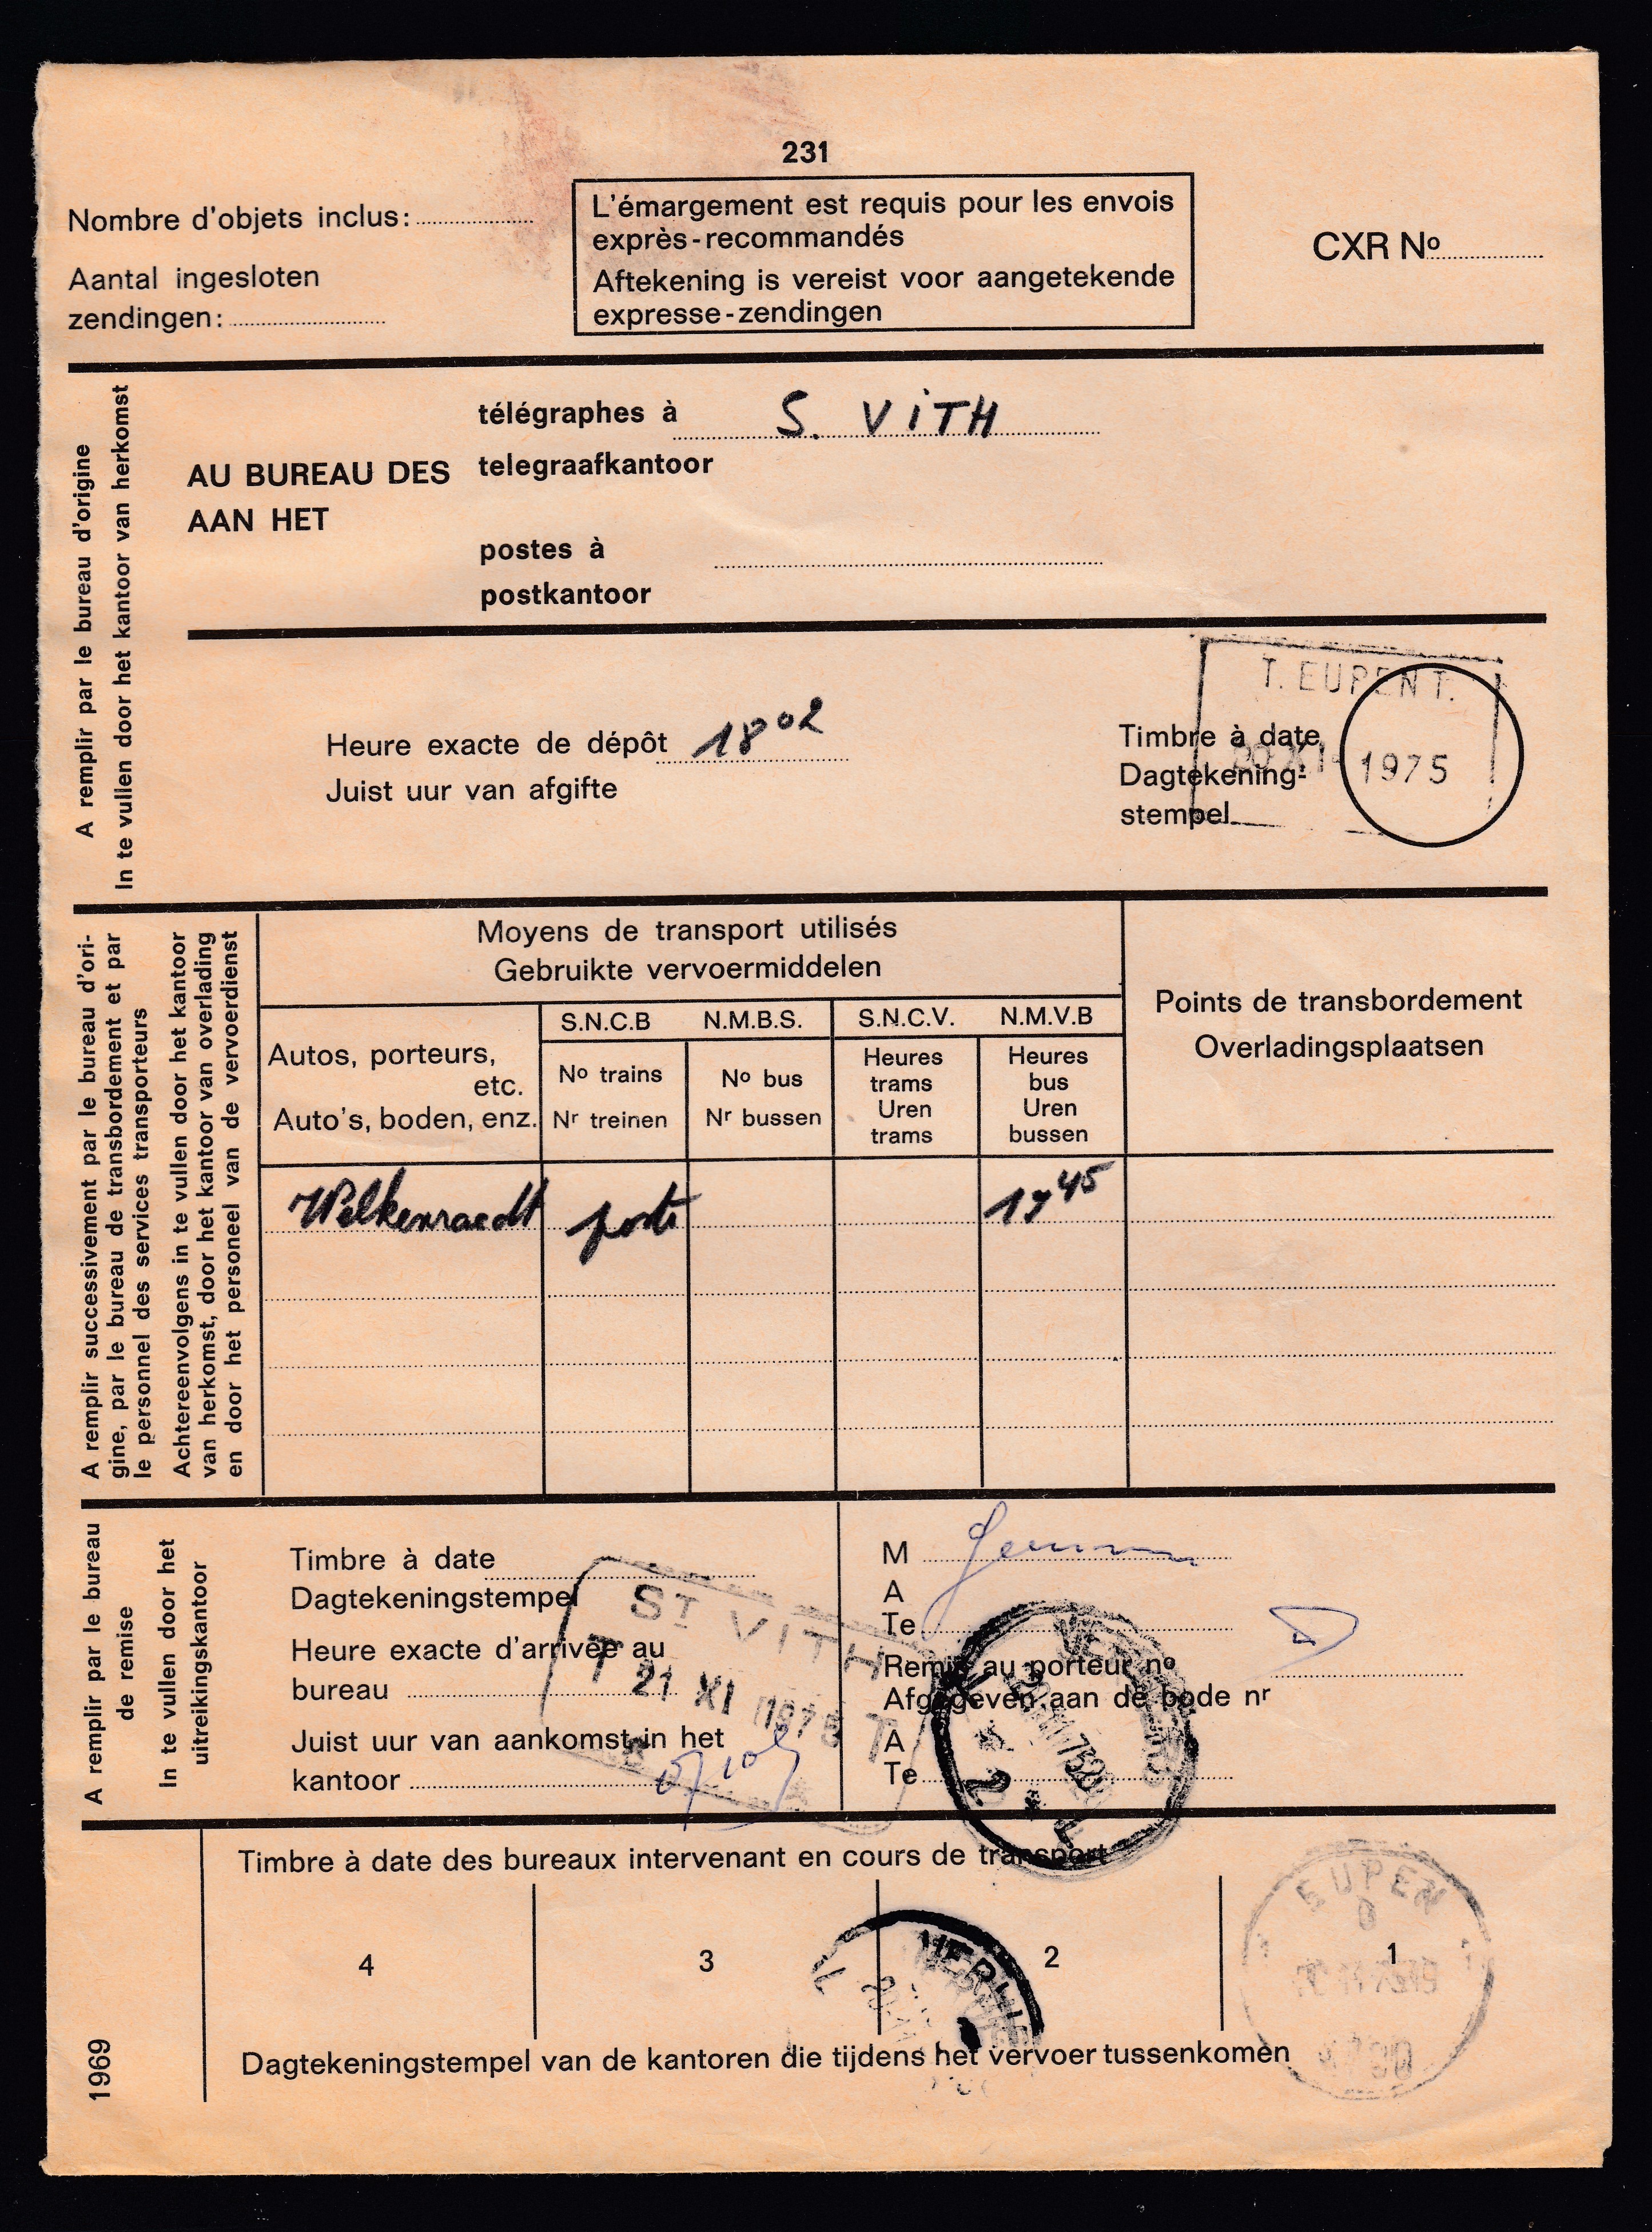 231
Nombre d'objets inclus:
Aantal ingesloten
zendingen:
L'émargement est requis pour les envois
exprès-recommandés
Aftekening is vereist voor aangetekende
expresse-zendingen
CXR No
A remplir par le bureau d'origine
In te vullen door het kantoor van herkomst
AU BUREAU DES
AAN HET
télégraphes à S. ViTH
telegraafkantoor
postes à
postkantoor
Heure exacte de dépôt 18 02
Juist uur van afgifte
Timbre à date
Dagtekening-
stempel
T. EUPEN T.
20 XI 1975
A remplir successivement par le bureau d'ori-
gine, par le bureau de transbordement et par
le personnel des services transporteurs
Achtereenvolgens in te vullen door het kantoor
van herkomst, door het kantoor van overlading
en door het personeel van de vervoerdienst
Moyens de transport utilisés
Gebruikte vervoermiddelen
Autos, porteurs,
etc.
Auto's, boden, enz.
S.N.C.B N.M.B.S.
No trains
Nr treinen
No bus
Nr bussen
S.N.C.V. N.M.V.B
Heures
trams
Uren
trams
Heures
bus
Uren
bussen
Points de transbordement
Overladingsplaatsen
Welkenraedt poste 19 45
A remplir par le bureau
de remise
In te vullen door het
uitreikingskantoor
Timbre à date
Dagtekeningstempel
Heure exacte d'arrivée au
bureau
Juist uur van aankomst in het
kantoor
ST VITH
T 21 XI 1975 T
M
A
Te
Remis au porteur no
Afgegeven aan de bode nr
A
Te
Timbre à date des bureaux intervenant en cours de transport
4
3
2
1
EUPEN
Dagtekeningstempel van de kantoren die tijdens het vervoer tussenkomen
1969